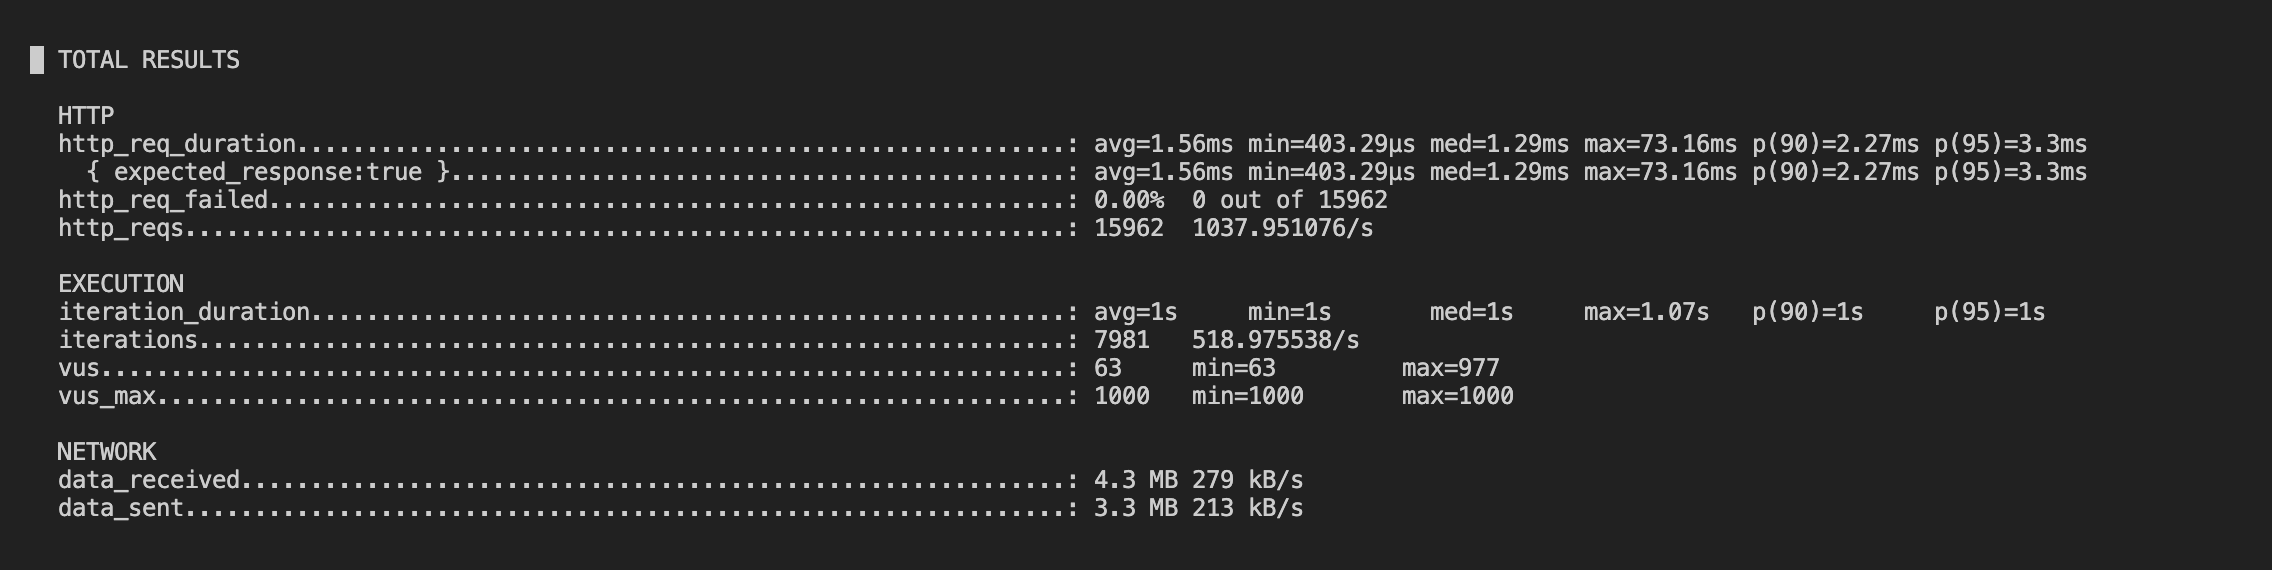 █ TOTAL RESULTS
HTTP
http_req_duration.......................................................: avg=1.56ms min=403.29µs med=1.29ms max=73.16ms p(90)=2.27ms p(95)=3.3ms
{ expected_response:true }............................................: avg=1.56ms min=403.29µs med=1.29ms max=73.16ms p(90)=2.27ms p(95)=3.3ms
http_req_failed.........................................................: 0.00% 0 out of 15962
http_reqs...............................................................: 15962 1037.951076/s
EXECUTION
iteration_duration......................................................: avg=1s min=1s med=1s max=1.07s p(90)=1s p(95)=1s
iterations..............................................................: 7981 518.975538/s
vus.....................................................................: 63 min=63 max=977
vus_max.................................................................: 1000 min=1000 max=1000
NETWORK
data_received...........................................................: 4.3 MB 279 kB/s
data_sent...............................................................: 3.3 MB 213 kB/s